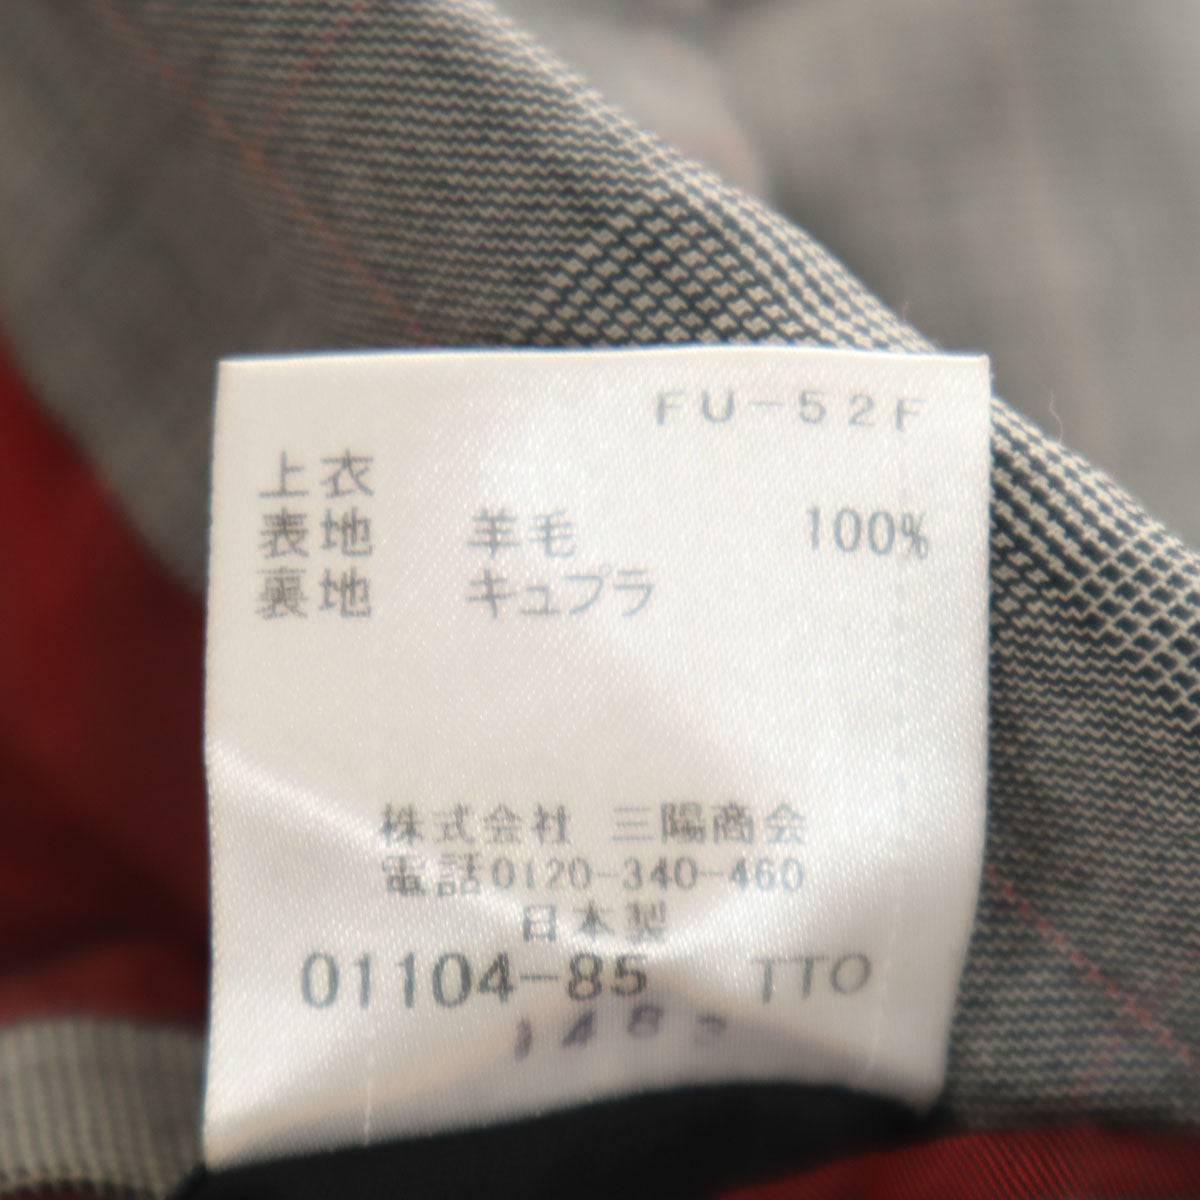 FU-52F
上衣
表地 羊毛 100%
裏地 キュプラ
株式会社 三陽商会
電話0120-340-460
日本製
01104-85 TTO